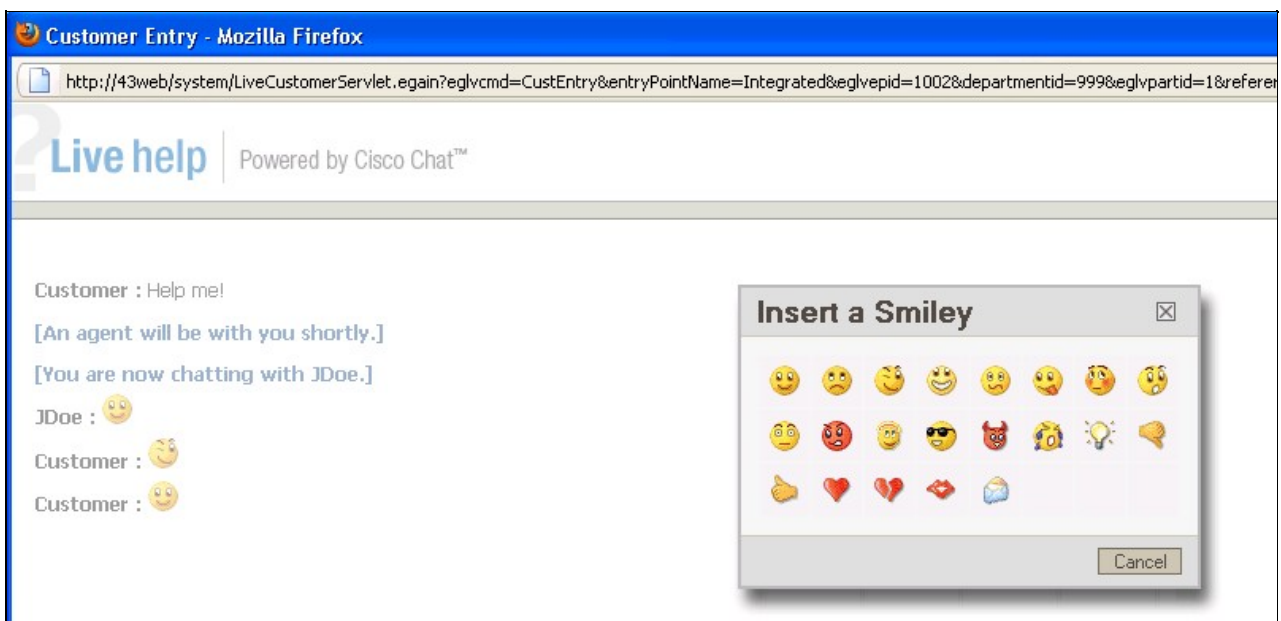 Customer Entry - Mozilla Firefox
http://43web/system/LiveCustomerServlet.egain?eglvcmd=CustEntry&entryPointName=Integrated&eglvepid=1002&departmentid=999&eglvpartid=1&referer
? Live help Powered by Cisco Chat™
Customer : Help me!
[An agent will be with you shortly.]
[You are now chatting with JDoe.]
JDoe :
Customer :
Customer :
Insert a Smiley
Cancel